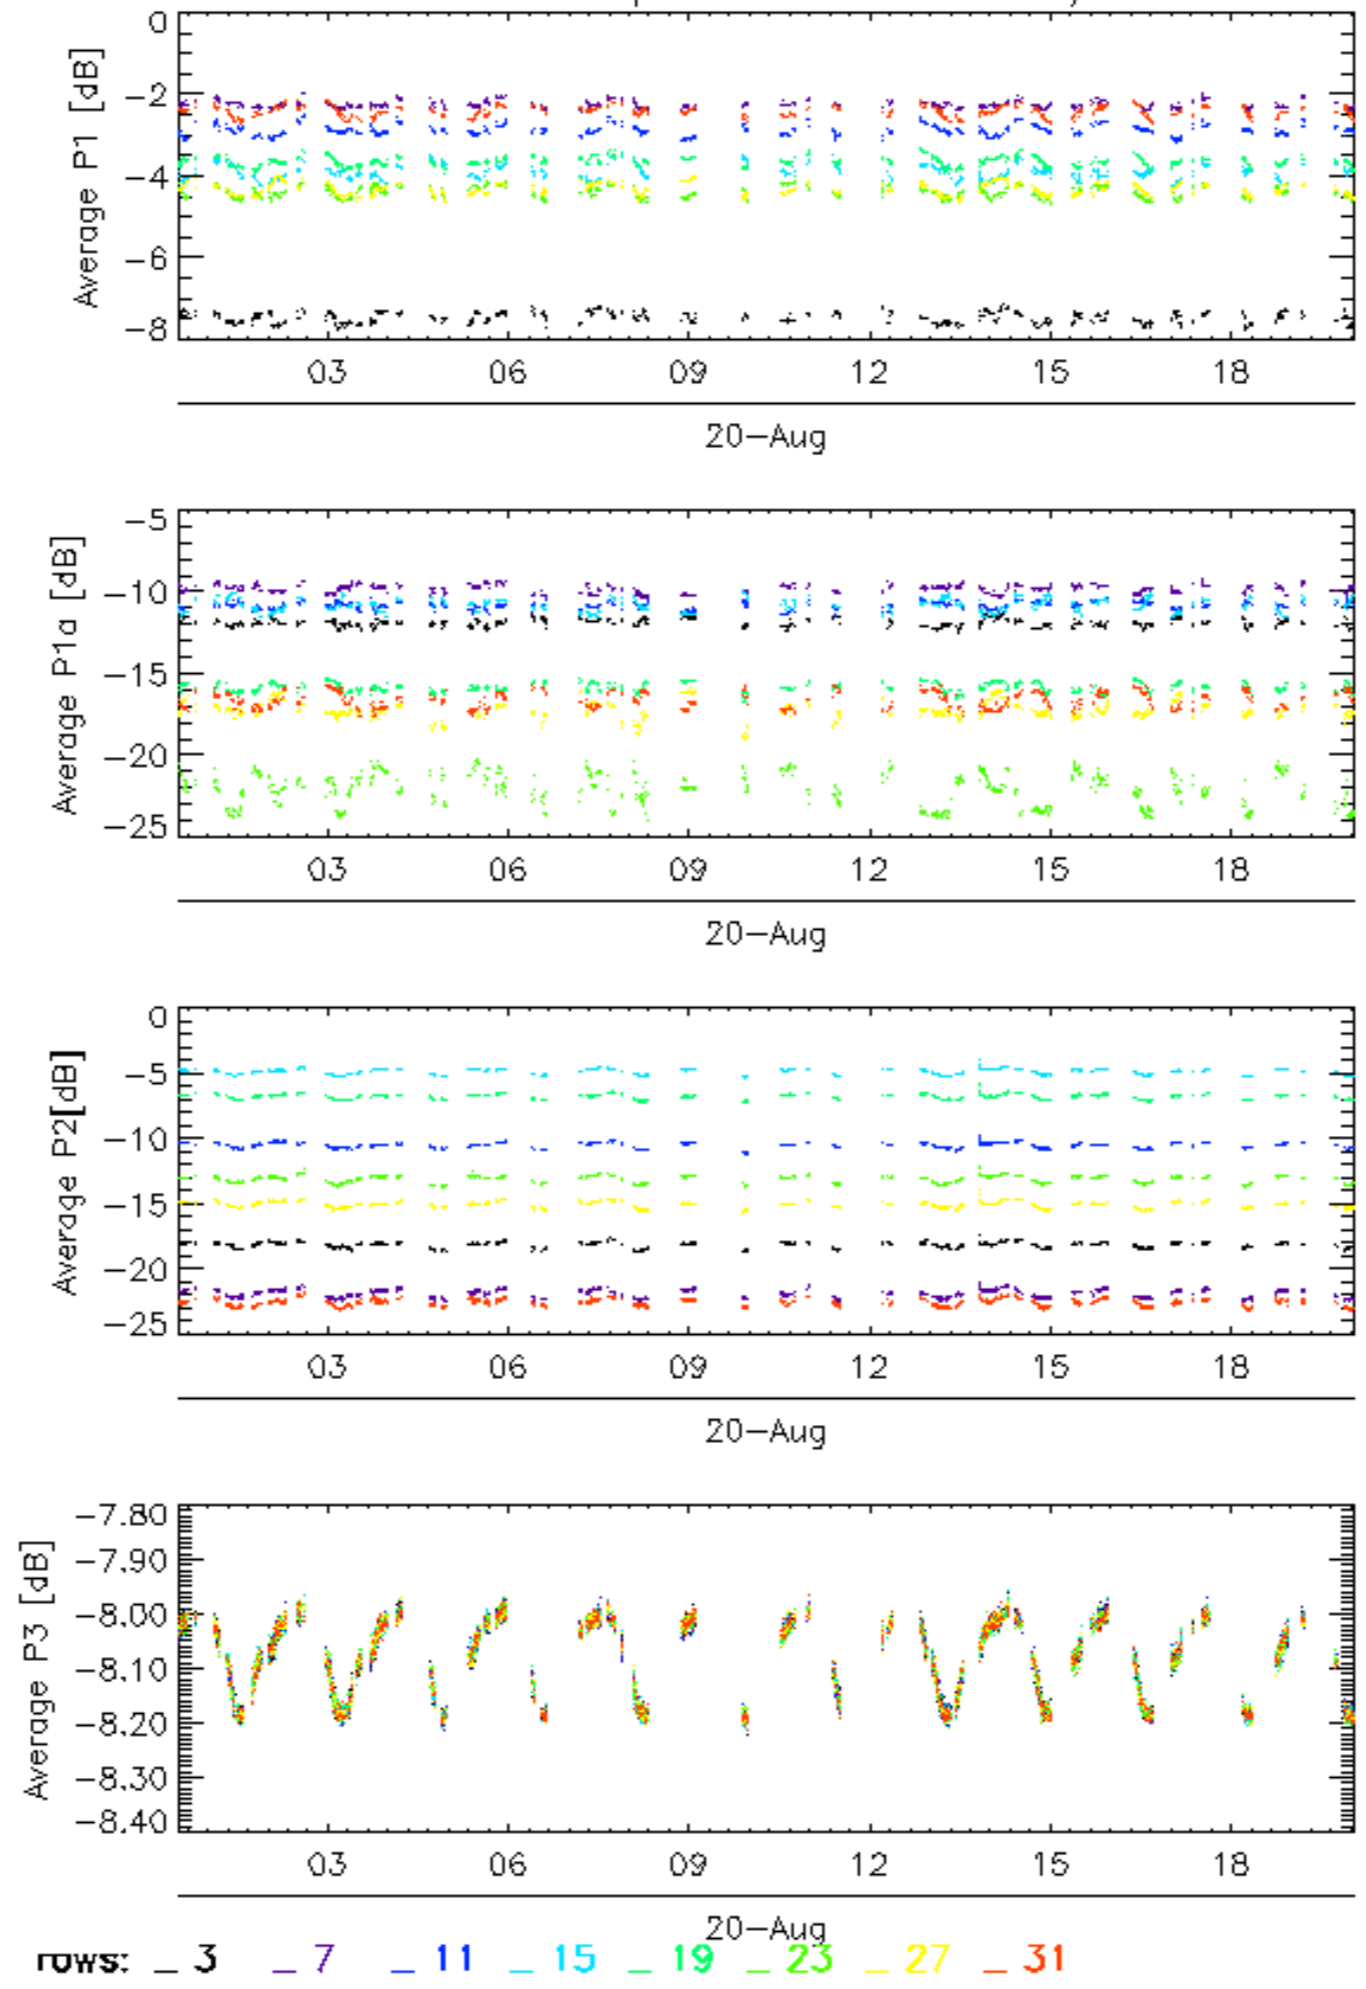 0
−2
−4
−6
−8
Average P1 [dB]
03 06 09 12 15 18
20−Aug
−5
−10
−15
−20
−25
Average P1a [dB]
03 06 09 12 15 18
20−Aug
0
−5
−10
−15
−20
−25
Average P2[dB]
03 06 09 12 15 18
20−Aug
−7.80
−7.90
−8.00
−8.10
−8.20
−8.30
−8.40
Average P3 [dB]
03 06 09 12 15 18
20−Aug
rows: _ 3 _ 7 _ 11 _ 15 _ 19 _ 23 _ 27 _ 31